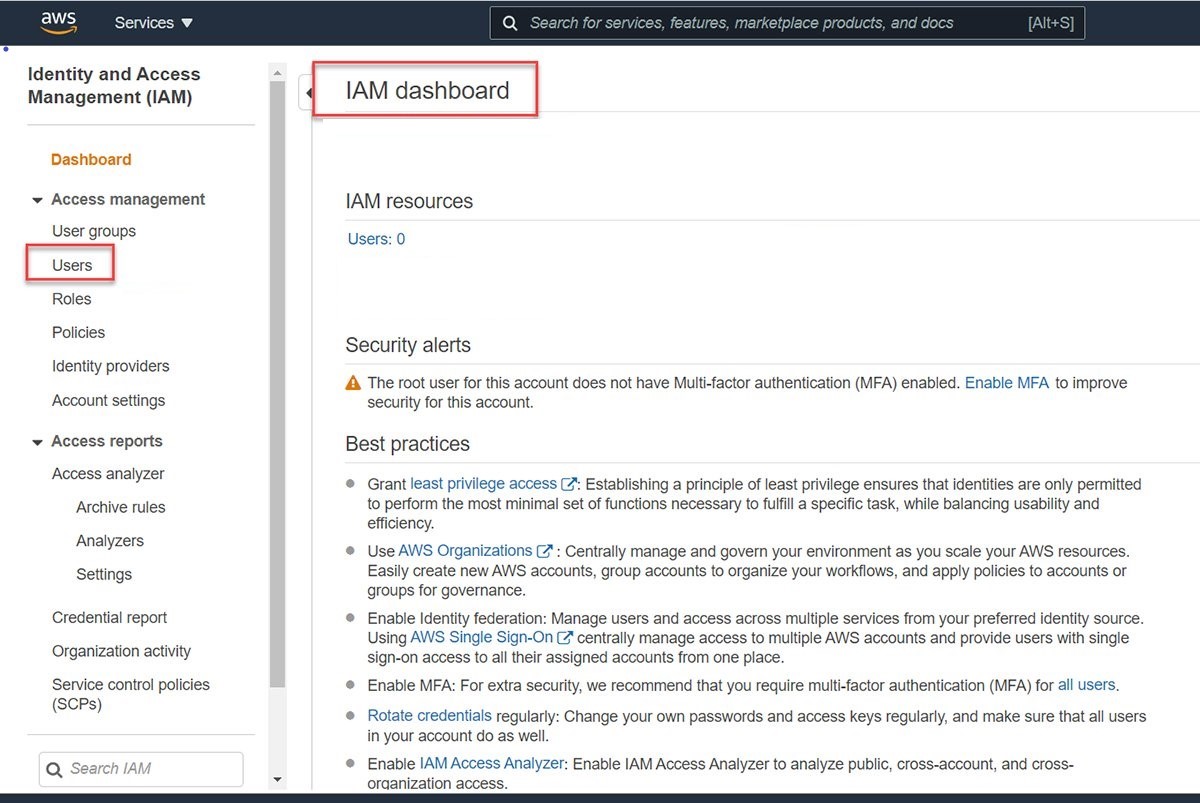 aws
Services ▼
Search for services, features, marketplace products, and docs
[Alt+S]
Identity and Access
Management (IAM)
Dashboard
Access management
User groups
Users
Roles
Policies
Identity providers
Account settings
Access reports
Access analyzer
Archive rules
Analyzers
Settings
Credential report
Organization activity
Service control policies
(SCPs)
Search IAM
IAM dashboard
IAM resources
Users: 0
Security alerts
The root user for this account does not have Multi-factor authentication (MFA) enabled. Enable MFA to improve
security for this account.
Best practices
Grant least privilege access : Establishing a principle of least privilege ensures that identities are only permitted
to perform the most minimal set of functions necessary to fulfill a specific task, while balancing usability and
efficiency.
Use AWS Organizations : Centrally manage and govern your environment as you scale your AWS resources.
Easily create new AWS accounts, group accounts to organize your workflows, and apply policies to accounts or
groups for governance.
Enable Identity federation: Manage users and access across multiple services from your preferred identity source.
Using AWS Single Sign-On centrally manage access to multiple AWS accounts and provide users with single
sign-on access to all their assigned accounts from one place.
Enable MFA: For extra security, we recommend that you require multi-factor authentication (MFA) for all users.
Rotate credentials regularly: Change your own passwords and access keys regularly, and make sure that all users
in your account do as well.
Enable IAM Access Analyzer: Enable IAM Access Analyzer to analyze public, cross-account, and cross-
organization access.